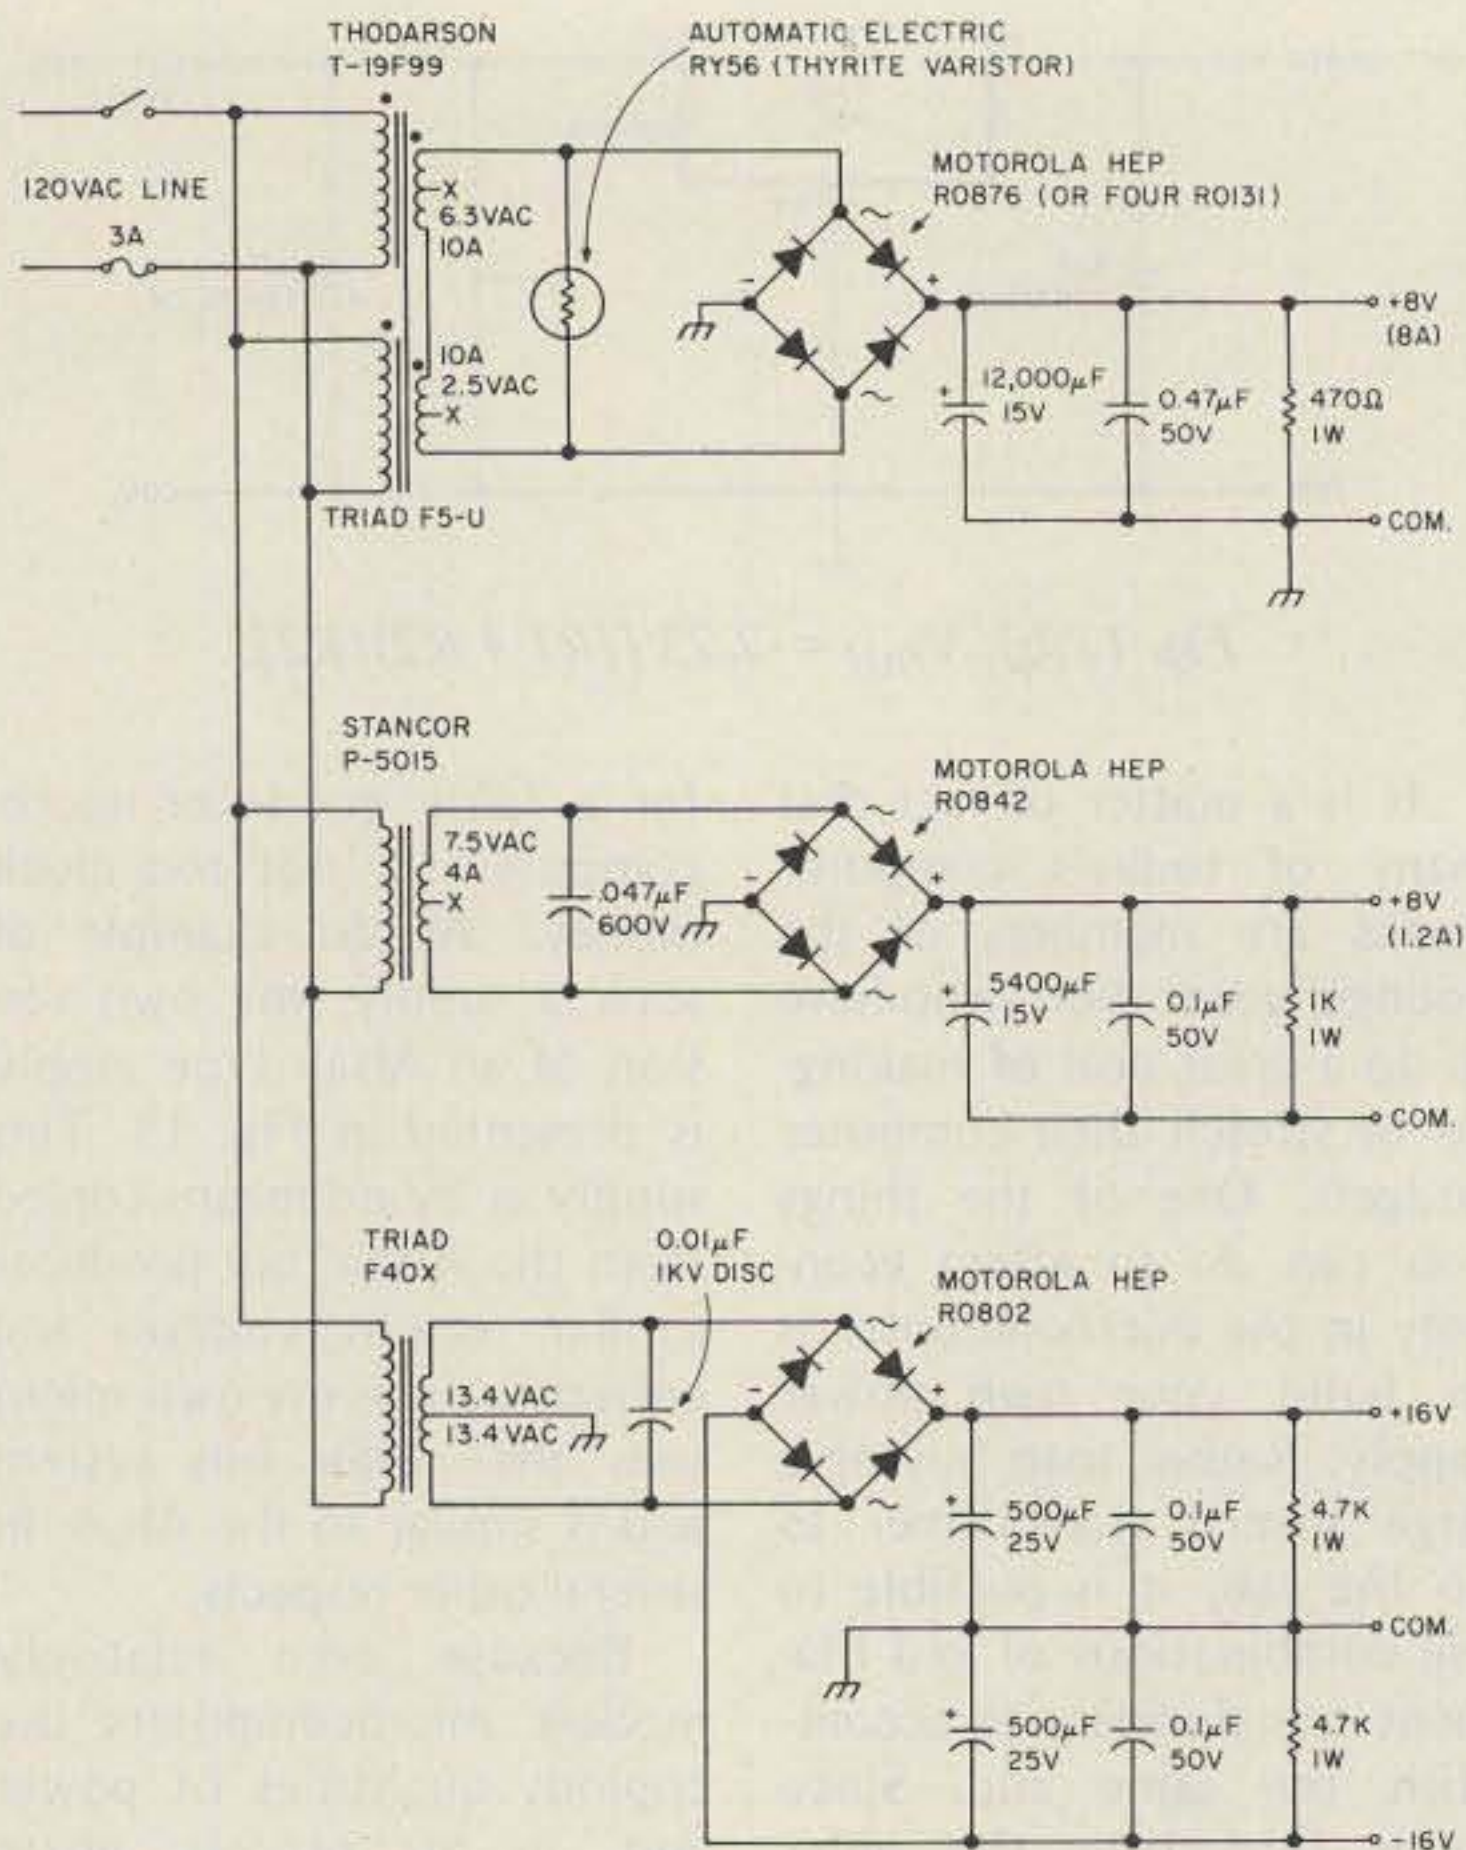 THODARSON
T-19F99
AUTOMATIC ELECTRIC
RY56 (THYRITE VARISTOR)
120VAC LINE
3A
X
6.3VAC
10A
10A
2.5VAC
X
TRIAD F5-U
MOTOROLA HEP
R0876 (OR FOUR R0131)
~
-
+
~
+
12,000µF
15V
0.47µF
50V
470Ω
1W
+8V
(8A)
COM.
STANCOR
P-5015
7.5VAC
4A
X
.047µF
600V
MOTOROLA HEP
R0842
~
-
+
~
+
5400µF
15V
0.1µF
50V
1K
1W
+8V
(1.2A)
COM.
TRIAD
F40X
13.4VAC
13.4VAC
0.01µF
1KV DISC
MOTOROLA HEP
R0802
~
-
+
~
+
500µF
25V
0.1µF
50V
4.7K
1W
+16V
COM.
+
500µF
25V
0.1µF
50V
4.7K
1W
-16V